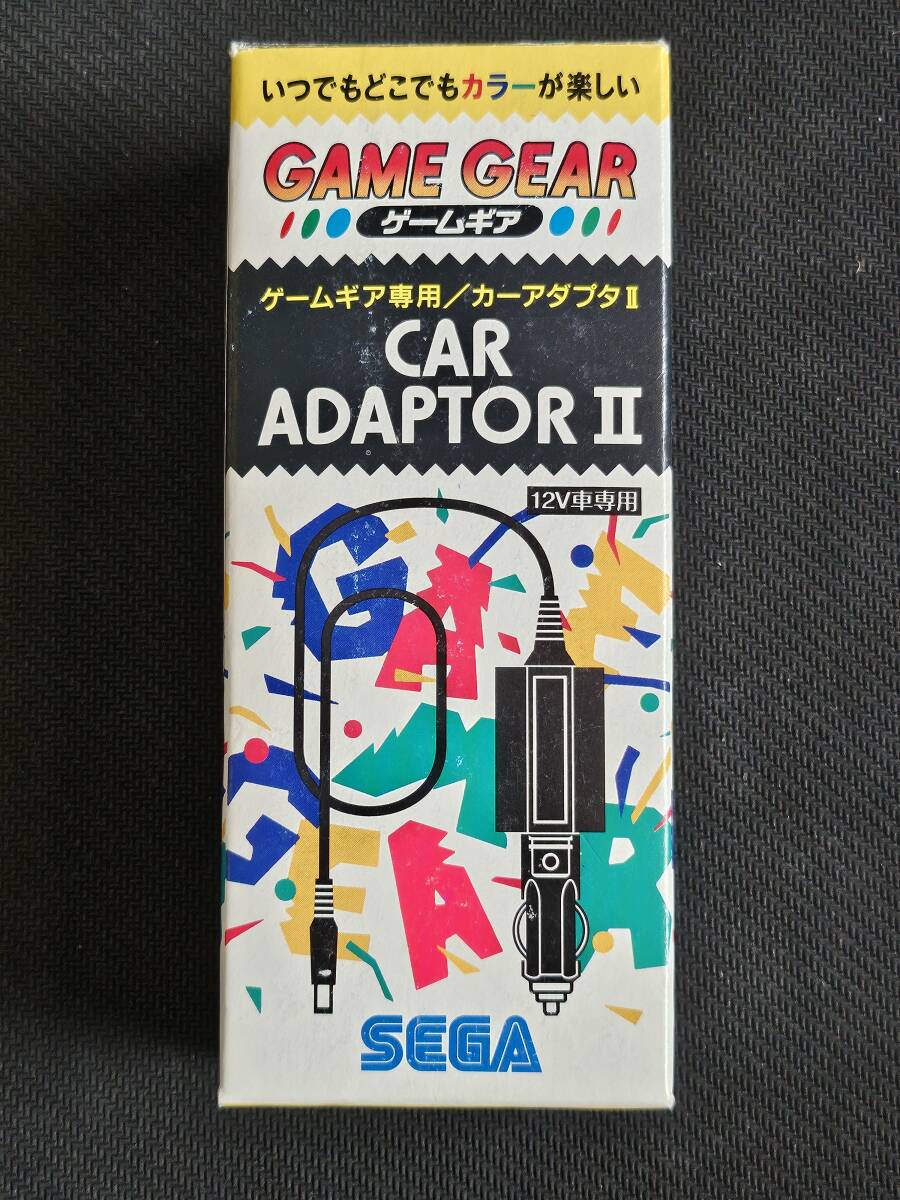 いつでもどこでもカラーが楽しい
GAME GEAR
ゲームギア
ゲームギア専用／カーアダプタⅡ
CAR
ADAPTOR Ⅱ
12V車専用
GAME
GEAR
SEGA